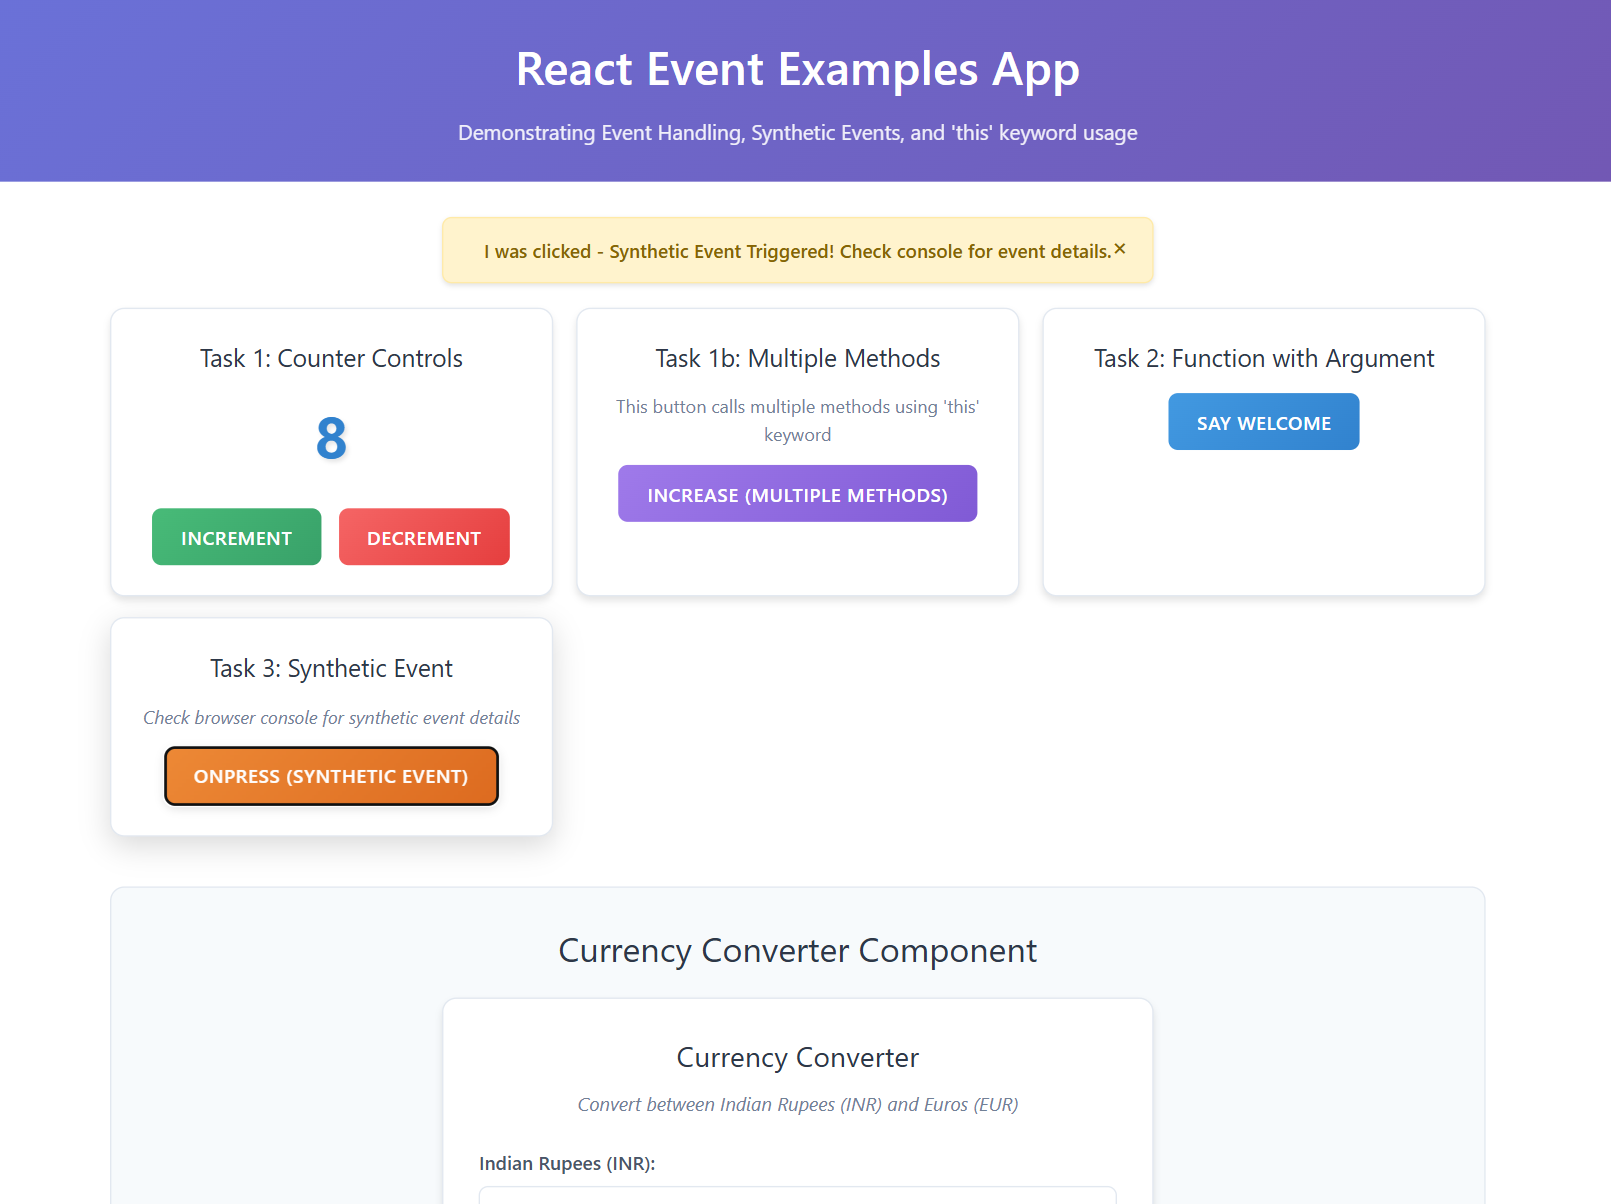 React Event Examples App
Demonstrating Event Handling, Synthetic Events, and 'this' keyword usage
I was clicked - Synthetic Event Triggered! Check console for event details.×
Task 1: Counter Controls
8
INCREMENT
DECREMENT
Task 1b: Multiple Methods
This button calls multiple methods using 'this'
keyword
INCREASE (MULTIPLE METHODS)
Task 2: Function with Argument
SAY WELCOME
Task 3: Synthetic Event
Check browser console for synthetic event details
ONPRESS (SYNTHETIC EVENT)
Currency Converter Component
Currency Converter
Convert between Indian Rupees (INR) and Euros (EUR)
Indian Rupees (INR):